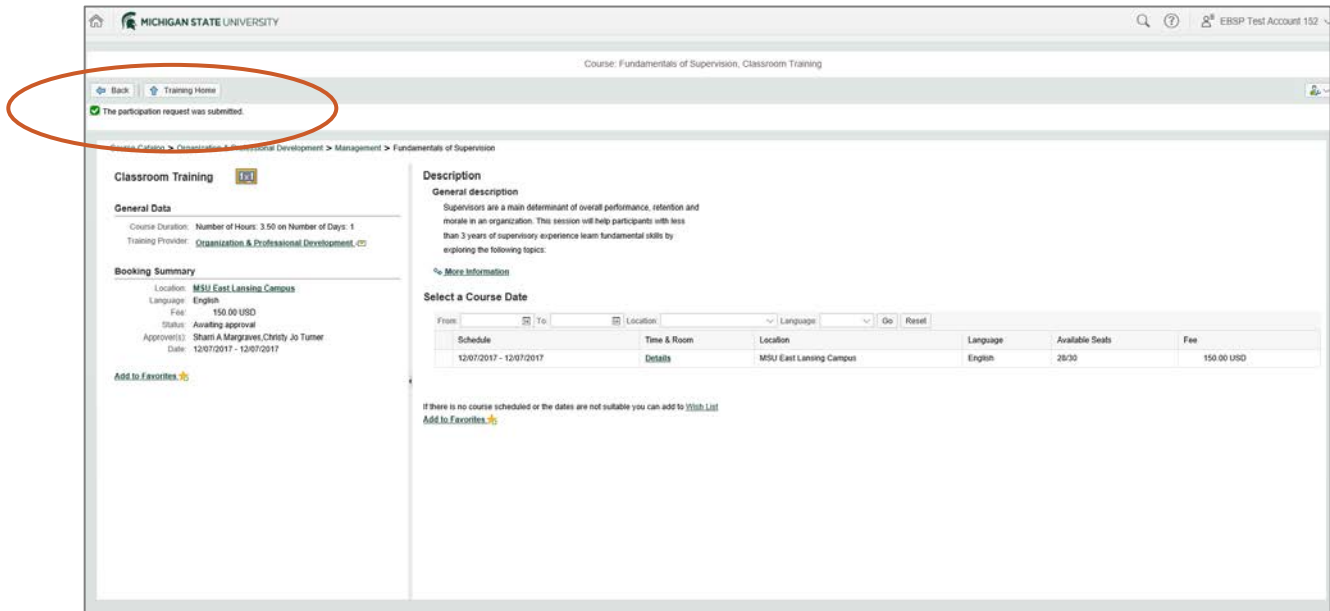 MICHIGAN STATE UNIVERSITY
EBSP Test Account 152
Course: Fundamentals of Supervision, Classroom Training
Back
Training Home
The participation request was submitted.
Course Catalog > Organization & Professional Development > Management > Fundamentals of Supervision
Classroom Training
General Data
Course Duration: Number of Hours: 3.50 on Number of Days: 1
Training Provider: Organization & Professional Development
Booking Summary
Location: MSU East Lansing Campus
Language: English
Fee: 150.00 USD
Status: Awaiting approval
Approver(s): Sharri A Margraves,Christy Jo Turner
Date: 12/07/2017 - 12/07/2017
Add to Favorites
Description
General description
Supervisors are a main determinant of overall performance, retention and
morale in an organization. This session will help participants with less
than 3 years of supervisory experience learn fundamental skills by
exploring the following topics:
More Information
Select a Course Date
From: To: Location: Language: Go Reset
Schedule Time & Room Location Language Available Seats Fee
12/07/2017 - 12/07/2017 Details MSU East Lansing Campus English 28/30 150.00 USD
If there is no course scheduled or the dates are not suitable you can add to Wish List
Add to Favorites